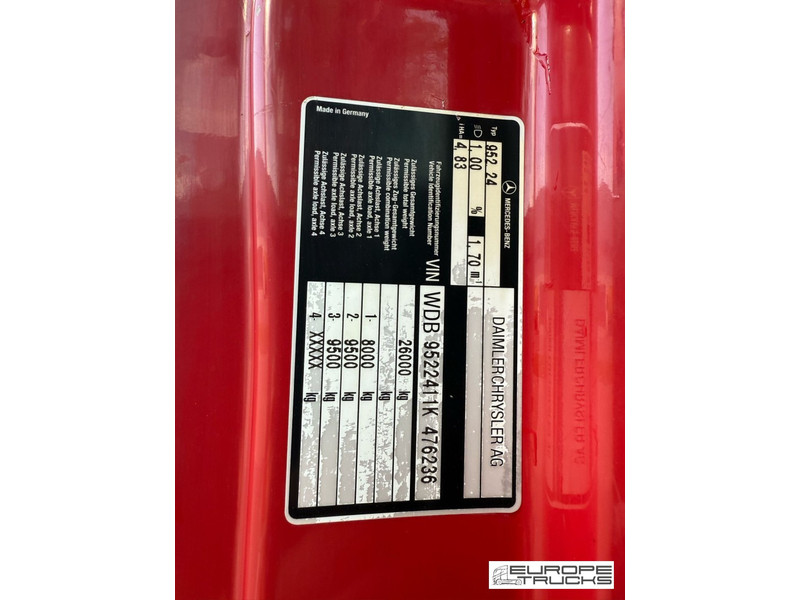 MERCEDES-BENZ
DAIMLERCHRYSLER AG
Typ 952.24
1.00 % 1.70 m⁻¹
i HA= 4,83
Fahrzeugidentifizierungsnummer
Vehicle Identification Number
VIN WDB 9522411K 476236
Zulässiges Gesamtgewicht
Permissible total weight
26000 kg
Zulässiges Zug-Gesamtgewicht
Permissible combination weight
kg
Zulässige Achslast, Achse 1
Permissible axle load, axle 1
1- 8000 kg
Zulässige Achslast, Achse 2
Permissible axle load, axle 2
2- 9500 kg
Zulässige Achslast, Achse 3
Permissible axle load, axle 3
3- 9500 kg
Zulässige Achslast, Achse 4
Permissible axle load, axle 4
4- XXXXX kg
Made in Germany
EUROPE
TRUCKS